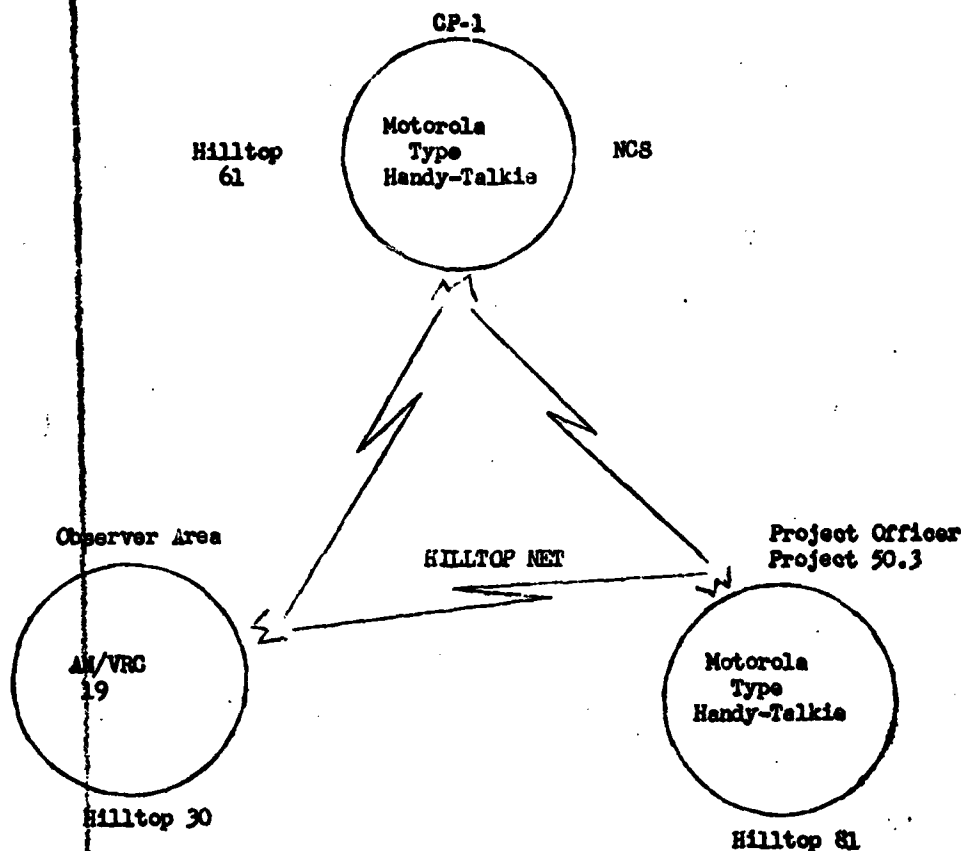 CP-1
Hilltop
61
Motorola
Type
Handy-Talkie
NCS
Observer Area
HILLTOP NET
Project Officer
Project 50.3
AN/VRC
19
Motorola
Type
Handy-Talkie
Hilltop 30
Hilltop 81